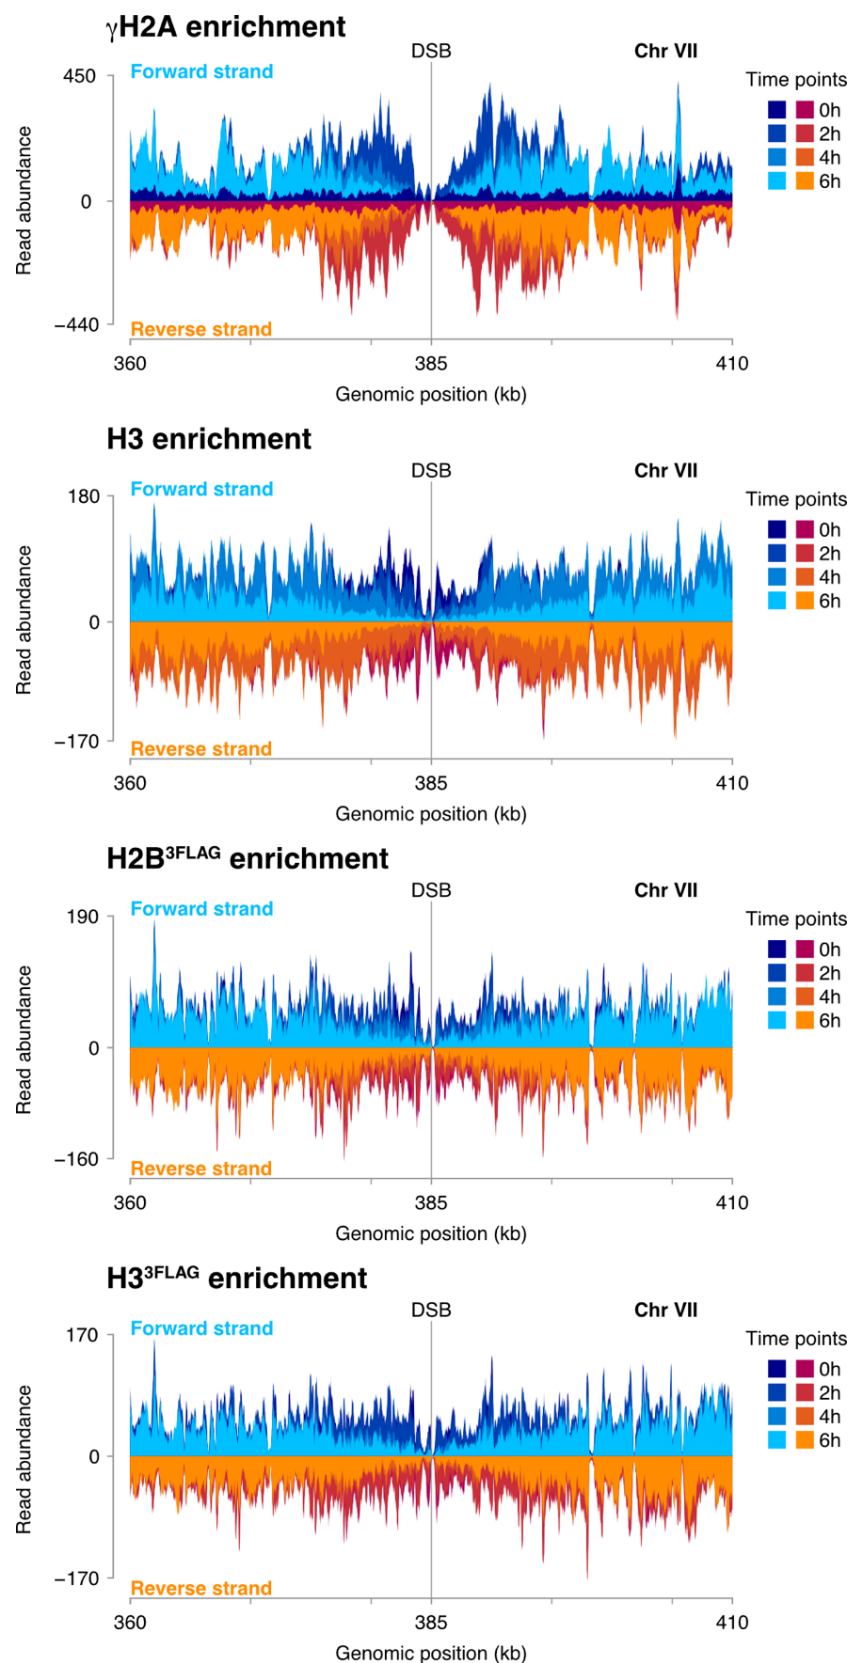 γH2A enrichment
DSB
Chr VII
Forward strand
Time points
450
0h
2h
4h
6h
Read abundance
0
−440
Reverse strand
360
385
410
Genomic position (kb)
H3 enrichment
DSB
Chr VII
Forward strand
Time points
180
0h
2h
4h
6h
Read abundance
0
−170
Reverse strand
360
385
410
Genomic position (kb)
H2B3FLAG enrichment
DSB
Chr VII
Forward strand
Time points
190
0h
2h
4h
6h
Read abundance
0
−160
Reverse strand
360
385
410
Genomic position (kb)
H33FLAG enrichment
DSB
Chr VII
Forward strand
Time points
170
0h
2h
4h
6h
Read abundance
0
−170
Reverse strand
360
385
410
Genomic position (kb)